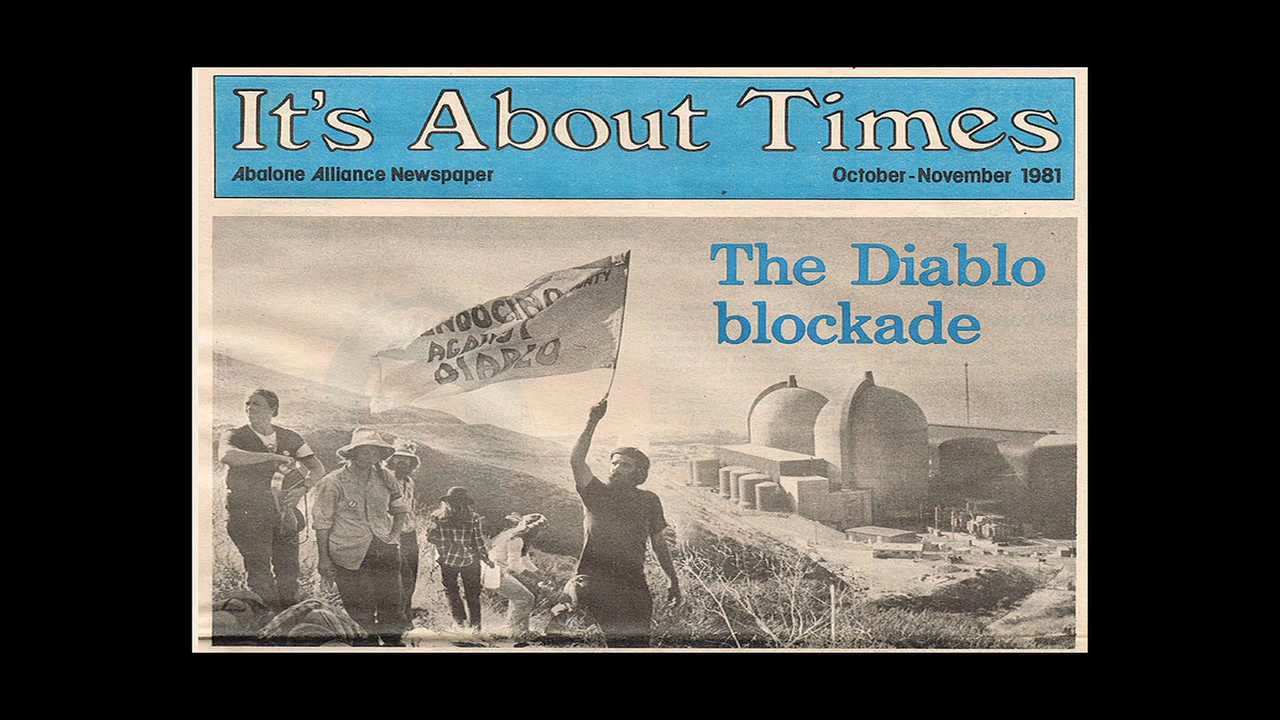 It's About Times
Abalone Alliance Newspaper
October-November 1981
The Diablo
blockade
AGAINST
DIABLO